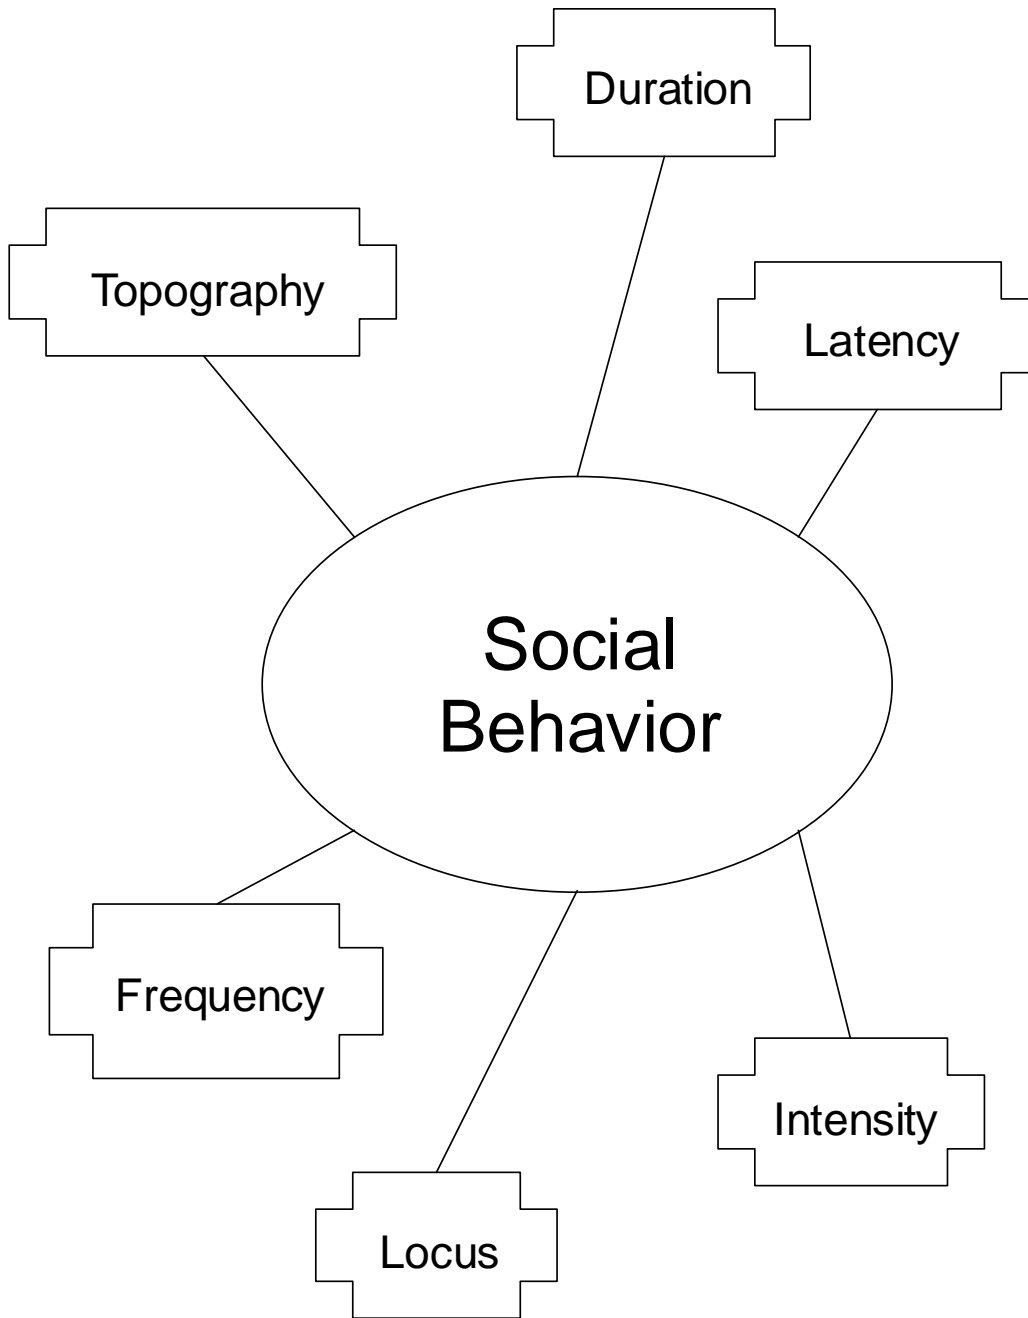 Duration
Topography
Latency
Social
Behavior
Frequency
Intensity
Locus